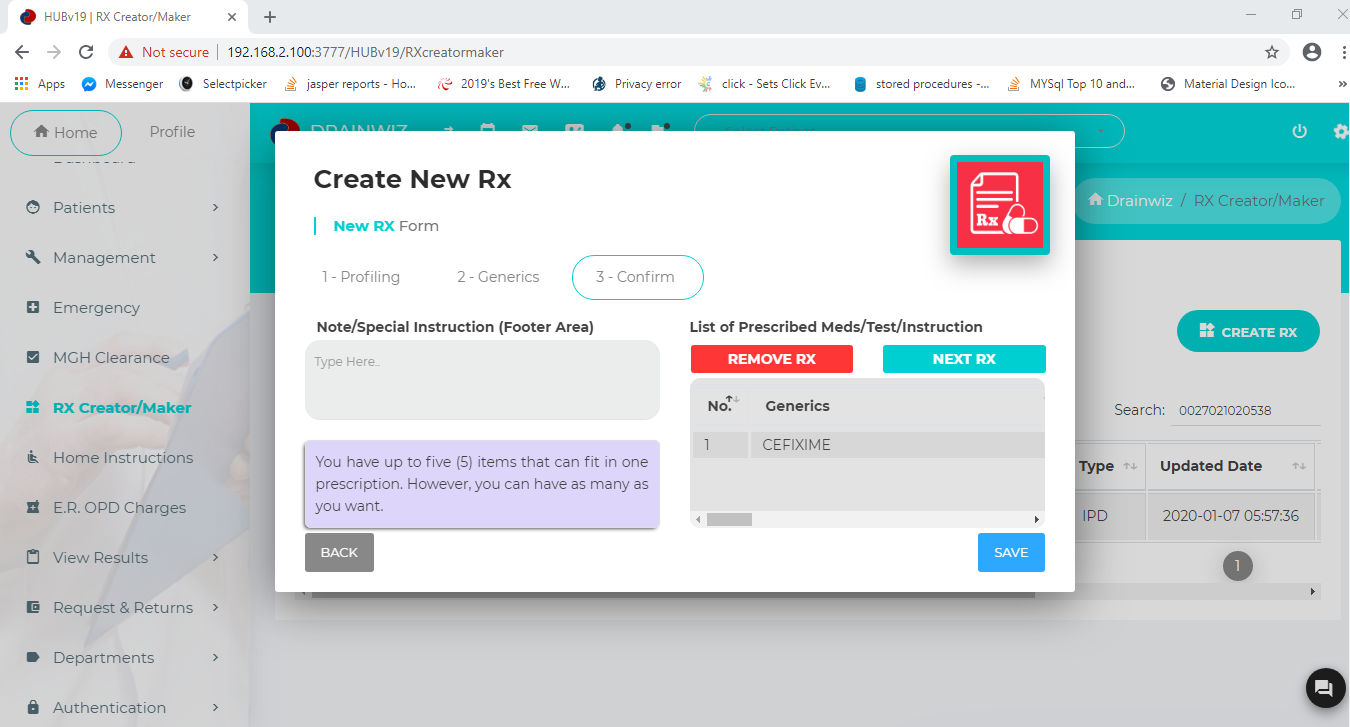 HUBv19 | RX Creator/Maker
Not secure | 192.168.2.100:3777/HUBv19/RXcreatormaker
Apps Messenger Selectpicker jasper reports - Ho... 2019's Best Free W... Privacy error click - Sets Click Ev... stored procedures -... MYSql Top 10 and... Material Design Ico... »
Home Profile
DRAINWIZ
Patients
Management
Emergency
MGH Clearance
RX Creator/Maker
Home Instructions
E.R. OPD Charges
View Results
Request & Returns
Departments
Authentication
Create New Rx
Rx
New RX Form
1 - Profiling 2 - Generics 3 - Confirm
Note/Special Instruction (Footer Area)
Type Here..
You have up to five (5) items that can fit in one
prescription. However, you can have as many as
you want.
BACK
List of Prescribed Meds/Test/Instruction
REMOVE RX NEXT RX
No. Generics
1 CEFIXIME
SAVE
Drainwiz / RX Creator/Maker
CREATE RX
Search: 0027021020538
Type Updated Date
IPD 2020-01-07 05:57:36
1